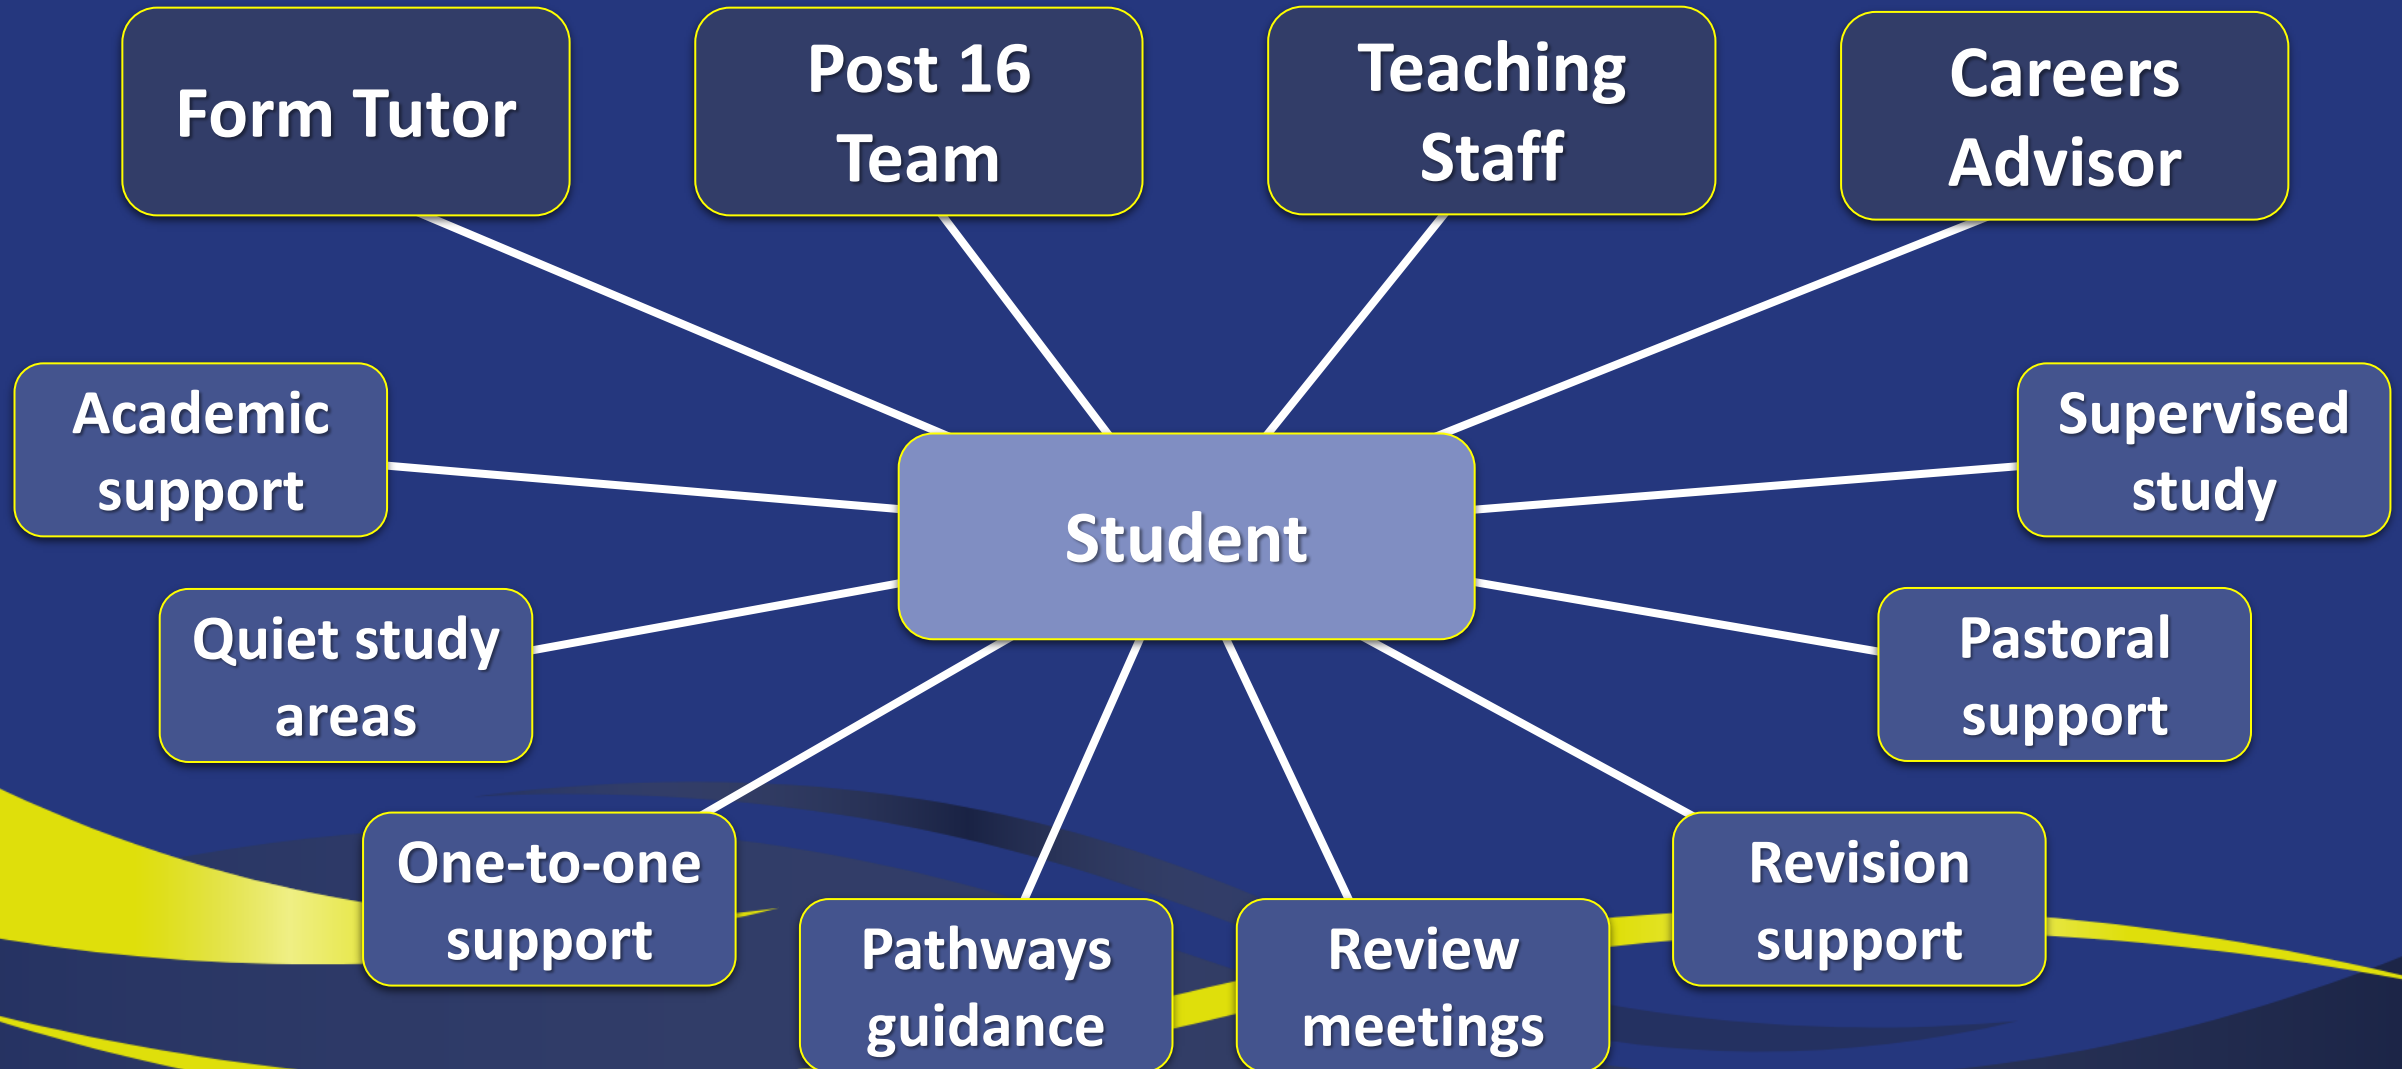 Form Tutor
Post 16
Team
Teaching
Staff
Careers
Advisor
Academic
support
Student
Supervised
study
Quiet study
areas
Pastoral
support
One-to-one
support
Pathways
guidance
Review
meetings
Revision
support